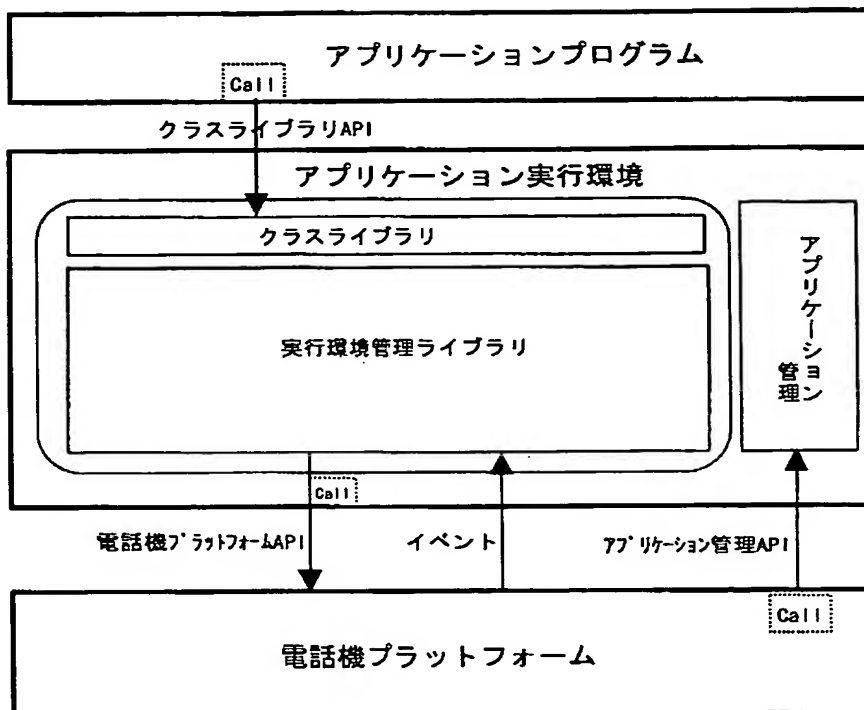 アプリケーションプログラム
Call
クラスライブラリAPI
アプリケーション実行環境
クラスライブラリ
実行環境管理ライブラリ
アプリケーション
管理
Call
電話機プラットフォームAPI
イベント
アプリケーション管理API
Call
電話機プラットフォーム